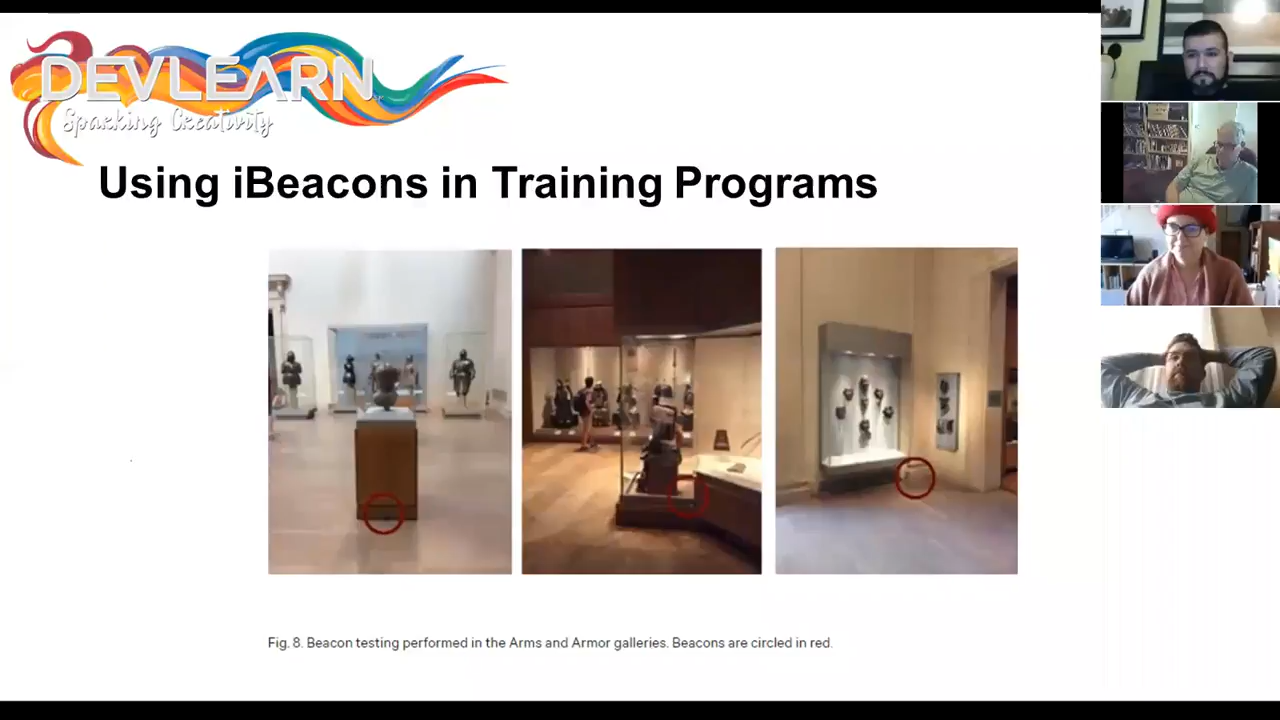 DEVLEARN
Sparking Creativity
Using iBeacons in Training Programs
Fig. 8. Beacon testing performed in the Arms and Armor galleries. Beacons are circled in red.